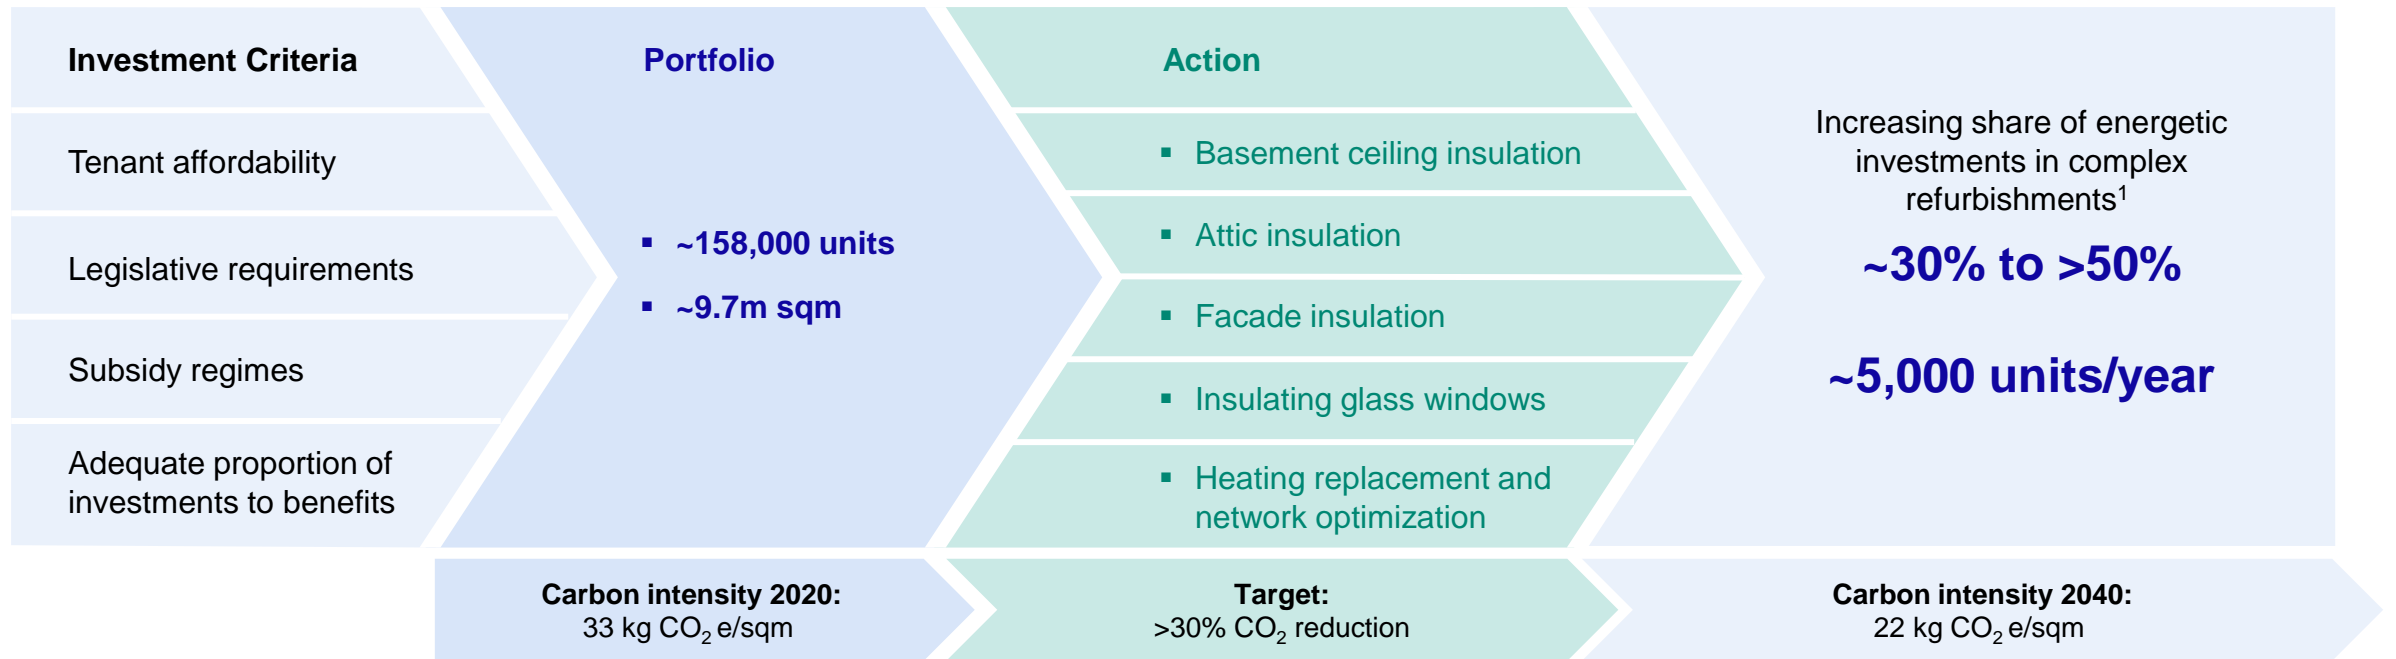 Investment Criteria
Tenant affordability
Legislative requirements
Subsidy regimes
Adequate proportion of
investments to benefits
Portfolio
▪ ~158,000 units
▪ ~9.7m sqm
Action
▪ Basement ceiling insulation
▪ Attic insulation
▪ Facade insulation
▪ Insulating glass windows
▪ Heating replacement and
network optimization
Increasing share of energetic
investments in complex
refurbishments¹
~30% to >50%
~5,000 units/year
Carbon intensity 2020:
33 kg CO₂ e/sqm
Target:
>30% CO₂ reduction
Carbon intensity 2040:
22 kg CO₂ e/sqm